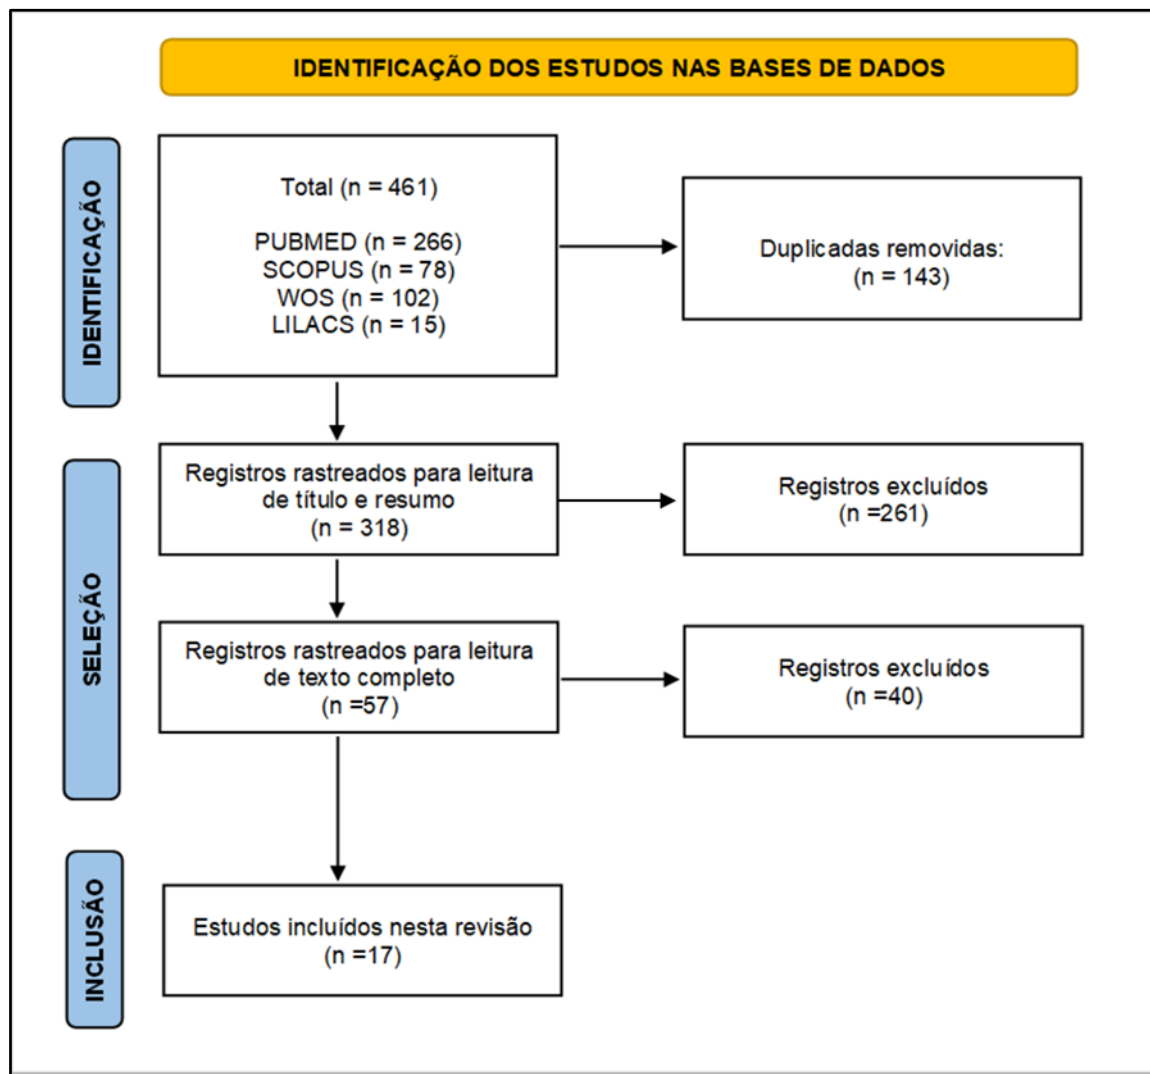 IDENTIFICAÇÃO DOS ESTUDOS NAS BASES DE DADOS
IDENTIFICAÇÃO
Total (n = 461)
PUBMED (n = 266)
SCOPUS (n = 78)
WOS (n = 102)
LILACS (n = 15)
Duplicadas removidas:
(n = 143)
SELEÇÃO
Registros rastreados para leitura
de título e resumo
(n = 318)
Registros excluídos
(n =261)
Registros rastreados para leitura
de texto completo
(n =57)
Registros excluídos
(n =40)
INCLUSÃO
Estudos incluídos nesta revisão
(n =17)